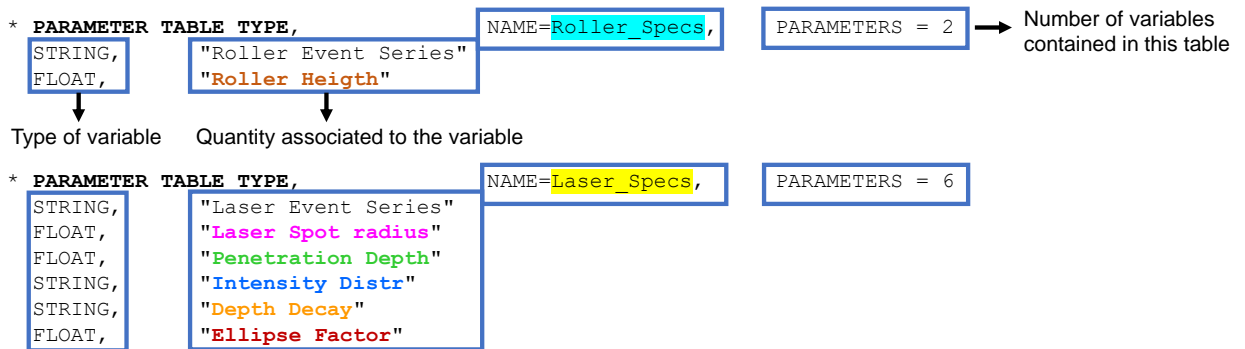 * PARAMETER TABLE TYPE, NAME=Roller_Specs, PARAMETERS = 2 Number of variables
contained in this table
STRING, "Roller Event Series"
FLOAT, "Roller Heigth"
Type of variable Quantity associated to the variable
* PARAMETER TABLE TYPE, NAME=Laser_Specs, PARAMETERS = 6
STRING, "Laser Event Series"
FLOAT, "Laser Spot radius"
FLOAT, "Penetration Depth"
STRING, "Intensity Distr"
STRING, "Depth Decay"
FLOAT, "Ellipse Factor"